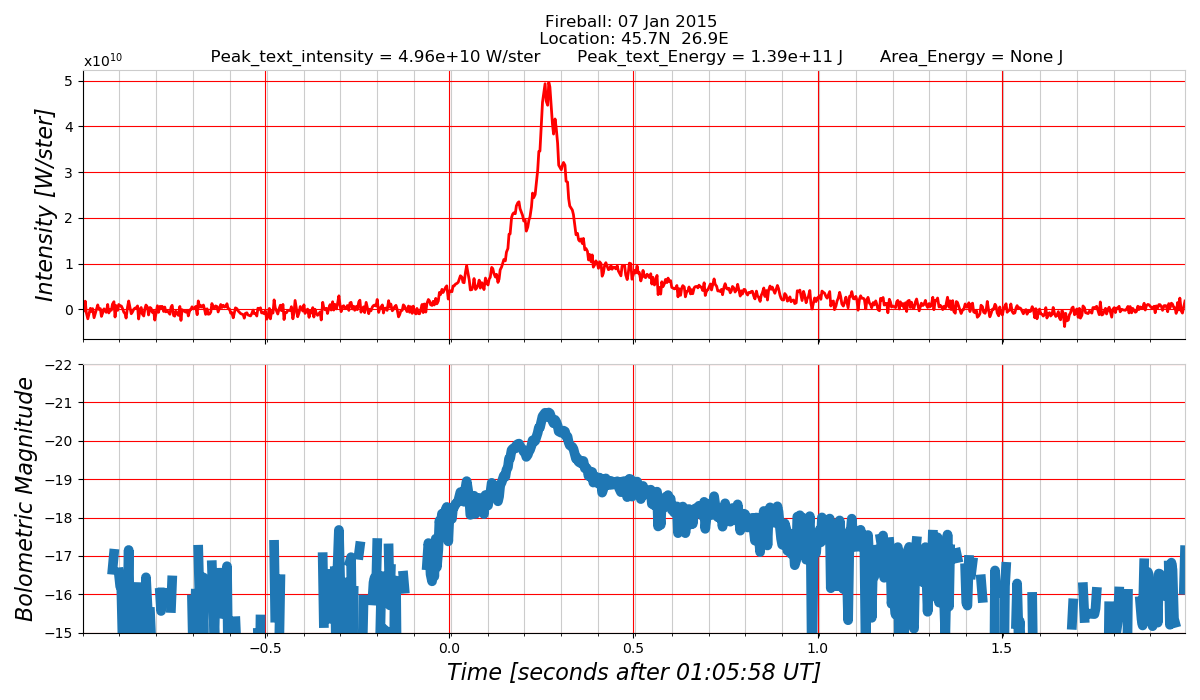 Fireball: 07 Jan 2015
Location: 45.7N  26.9E
Peak_text_intensity = 4.96e+10 W/ster       Peak_text_Energy = 1.39e+11 J       Area_Energy = None J
x10¹⁰
5
4
3
2
1
0
Intensity [W/ster]
−22
−21
−20
−19
−18
−17
−16
−15
Bolometric Magnitude
−0.5 0.0 0.5 1.0 1.5
Time [seconds after 01:05:58 UT]